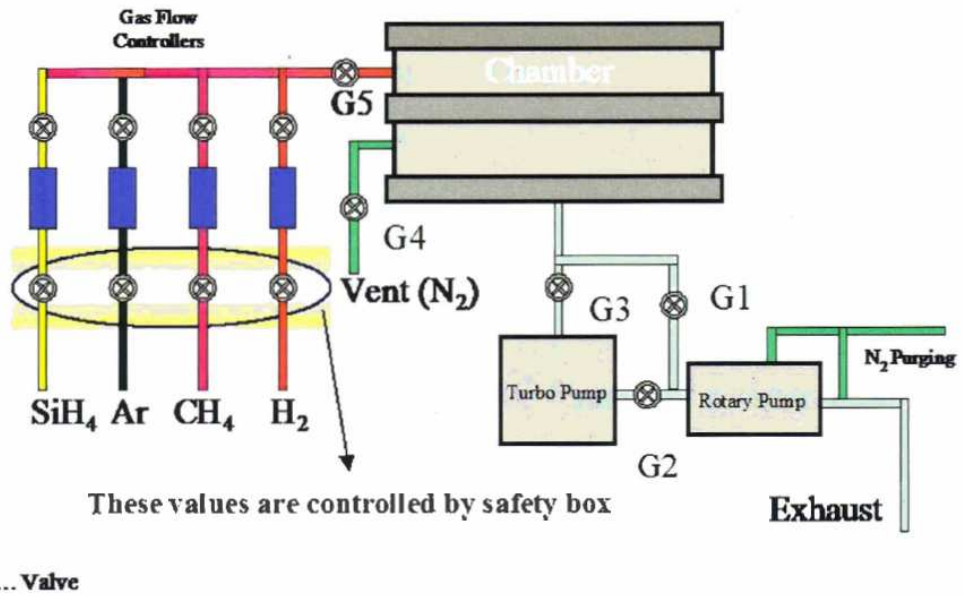 Gas Flow
Controllers
Chamber
G5
G4
Vent (N₂)
G3
G1
N₂ Purging
Turbo Pump
Rotary Pump
SiH₄ Ar CH₄ H₂
G2
These values are controlled by safety box
Exhaust
... Valve